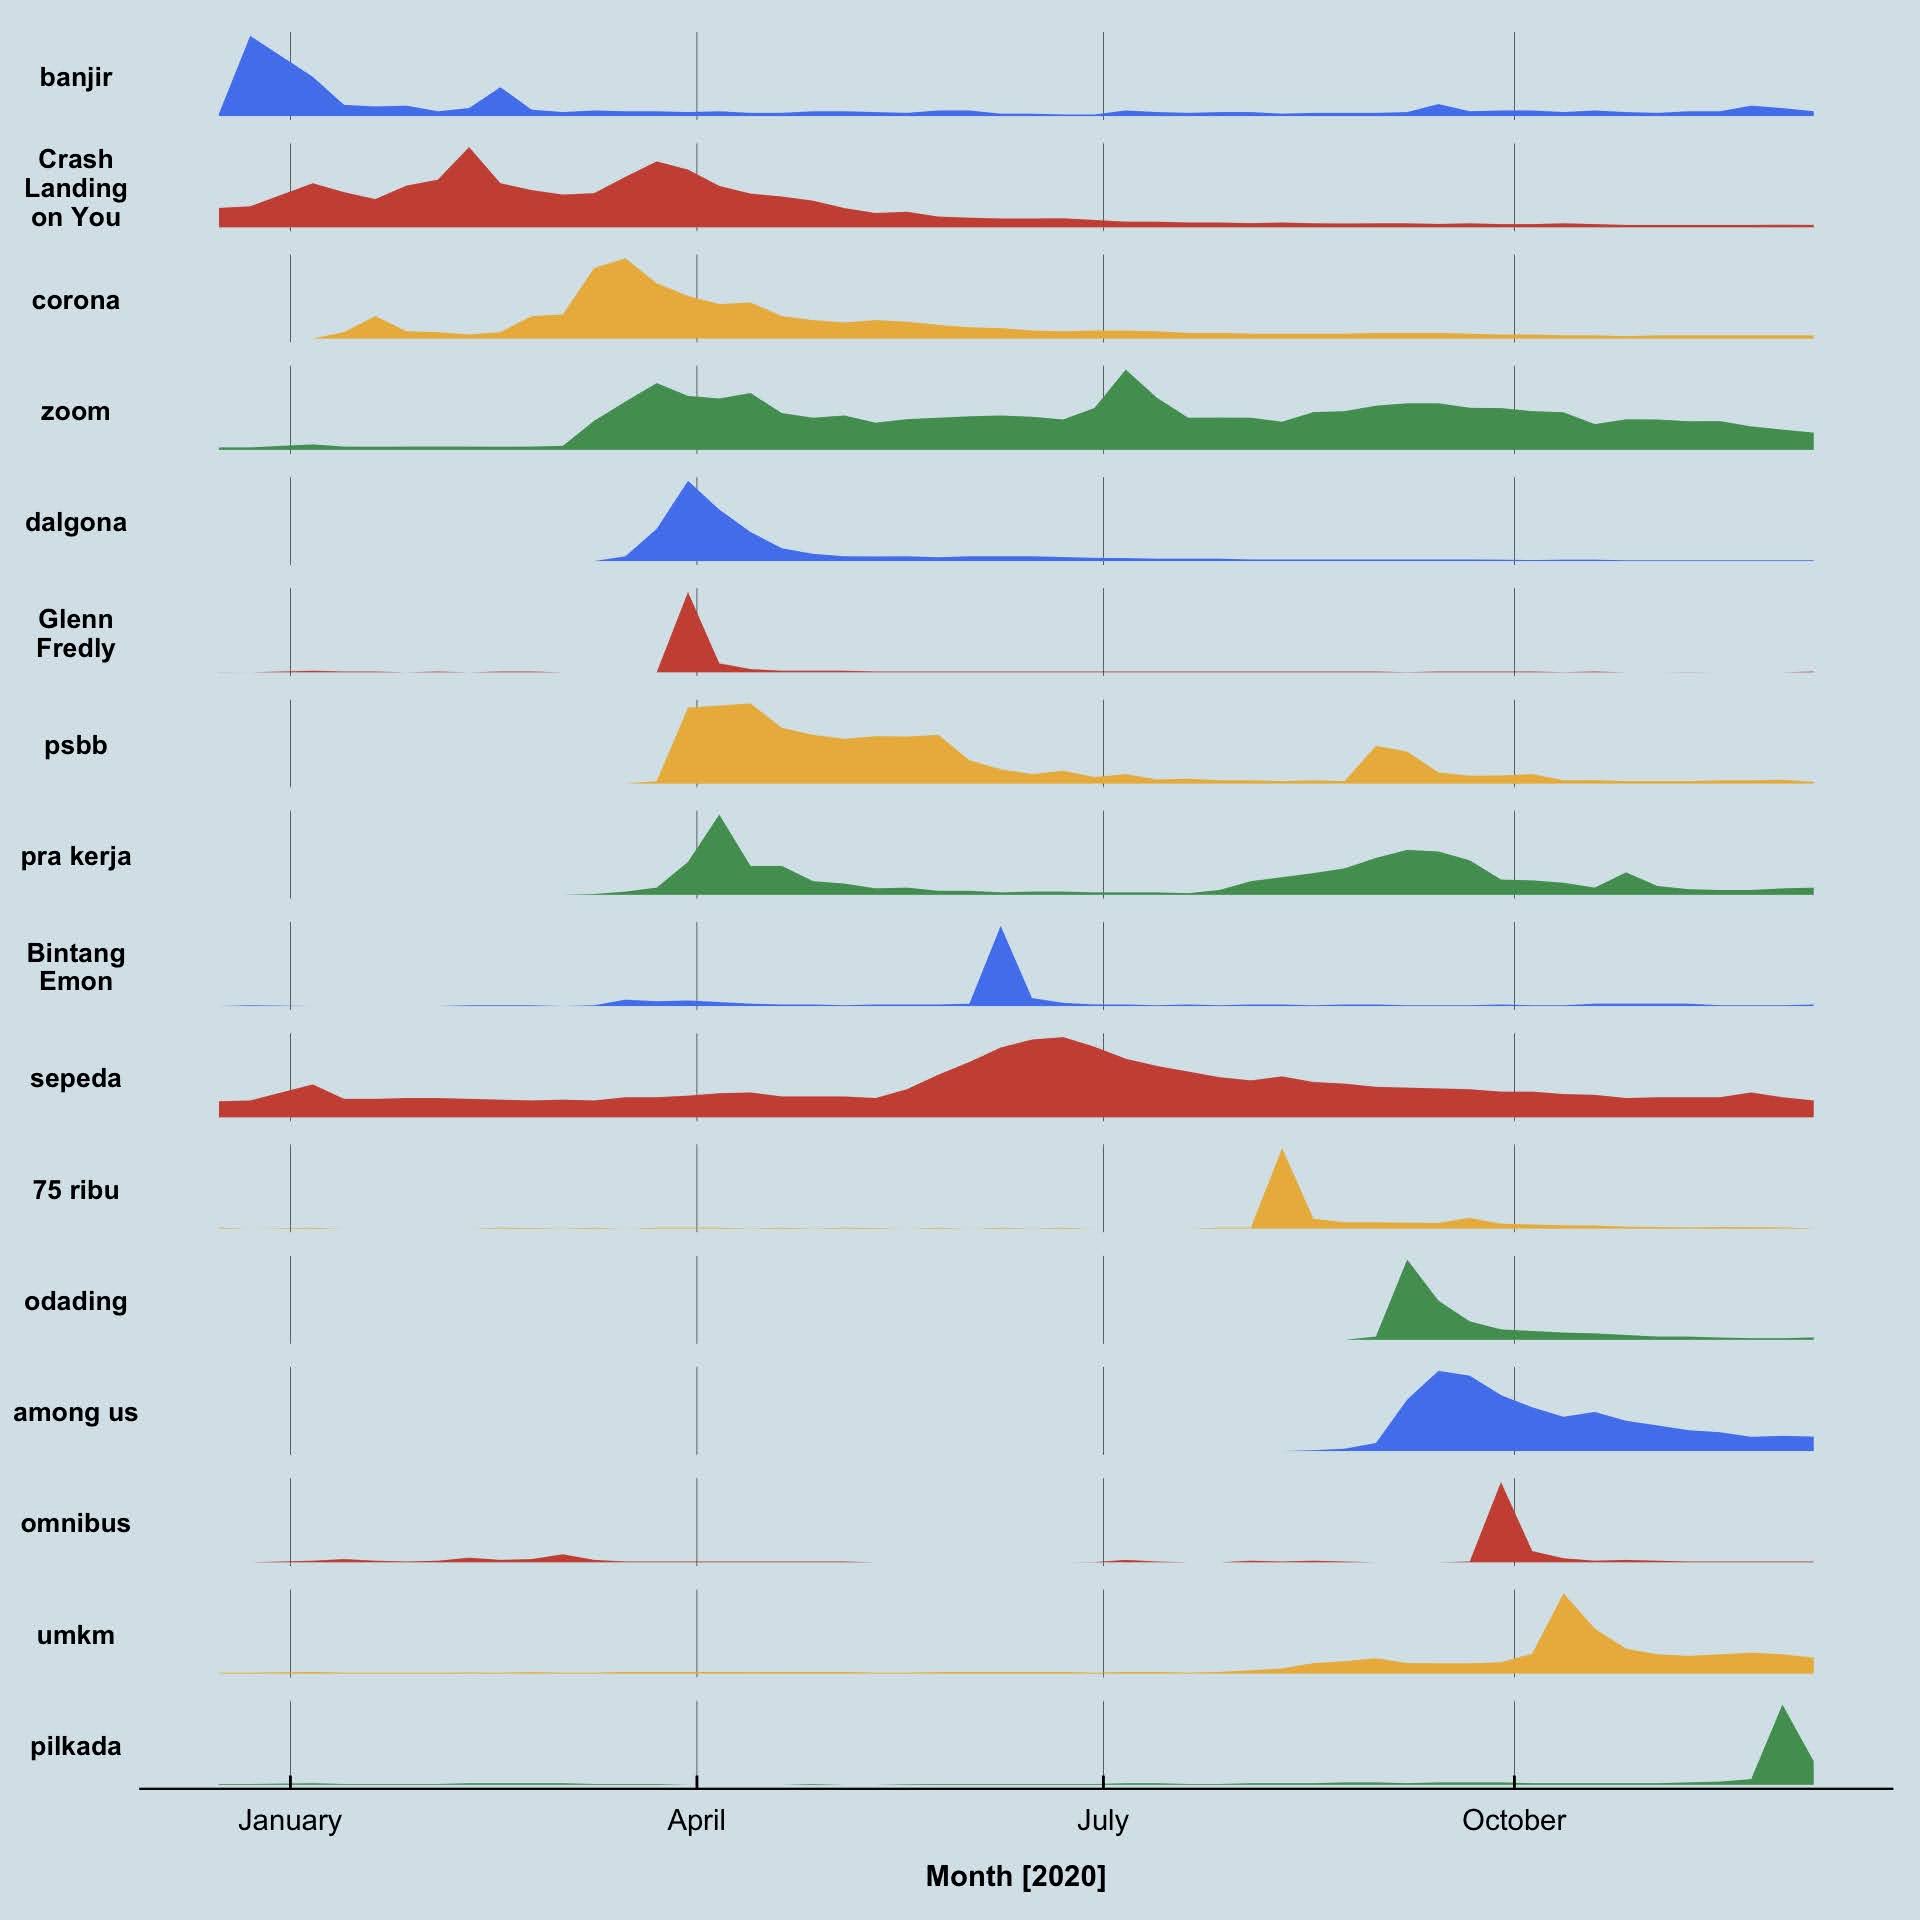 banjir
Crash
Landing
on You
corona
zoom
dalgona
Glenn
Fredly
psbb
pra kerja
Bintang
Emon
sepeda
75 ribu
odading
among us
omnibus
umkm
pilkada
January April July October
Month [2020]